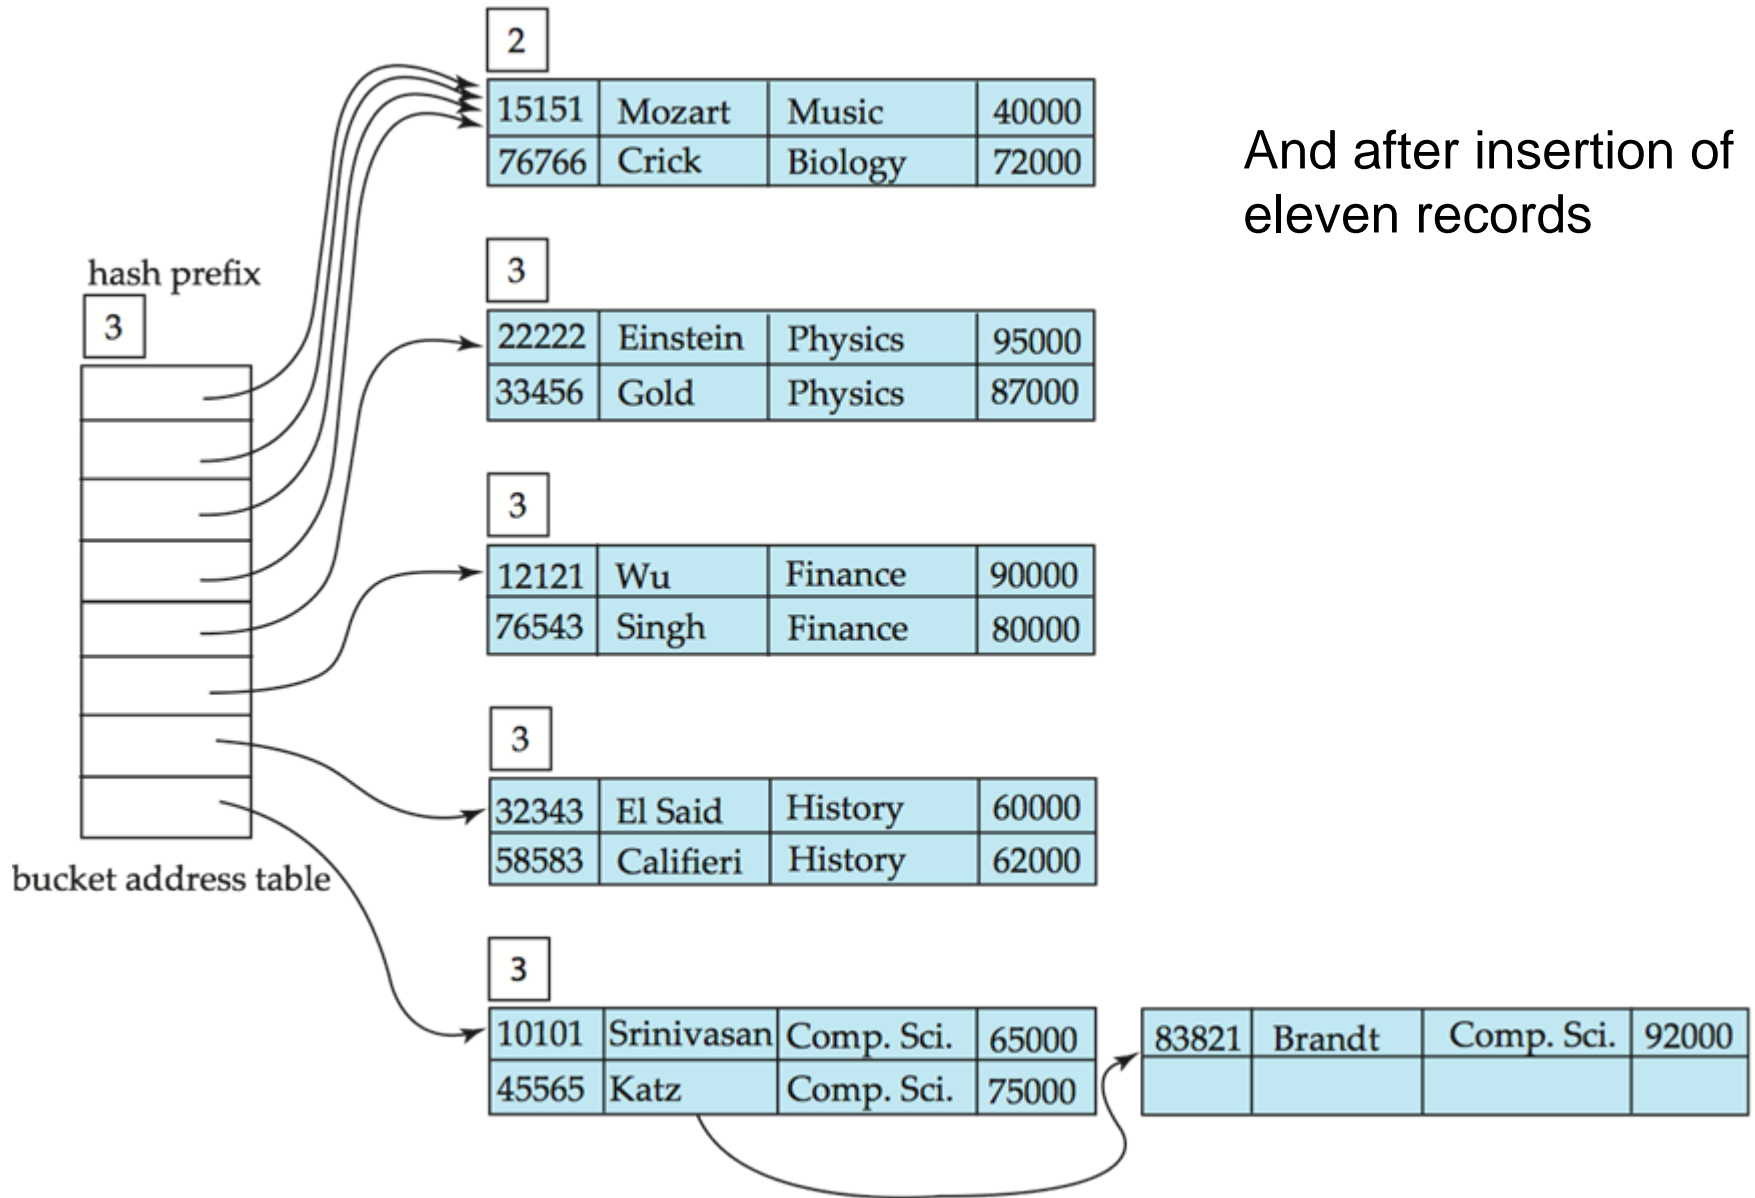 2
15151 Mozart Music 40000
76766 Crick Biology 72000
And after insertion of
eleven records
hash prefix
3
3
22222 Einstein Physics 95000
33456 Gold Physics 87000
3
12121 Wu Finance 90000
76543 Singh Finance 80000
3
32343 El Said History 60000
58583 Califieri History 62000
bucket address table
3
10101 Srinivasan Comp. Sci. 65000
45565 Katz Comp. Sci. 75000
83821 Brandt Comp. Sci. 92000